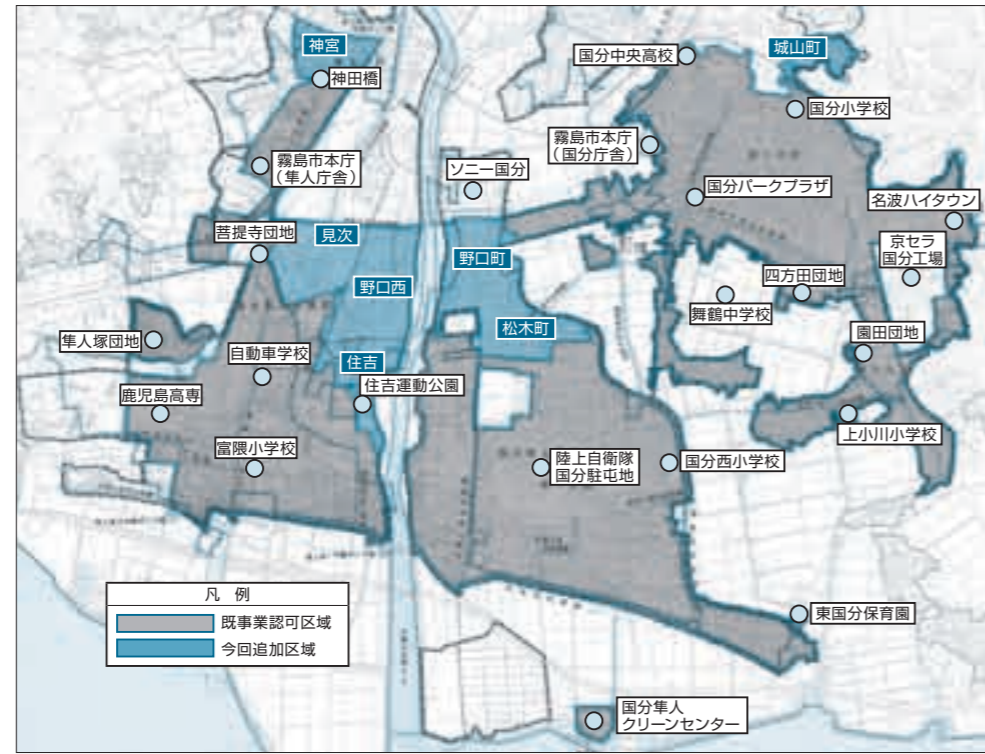 神宮
神田橋
国分中央高校
城山町
国分小学校
霧島市本庁
(国分庁舎)
霧島市本庁
(隼人庁舎)
ソニー国分
国分パークプラザ
名波ハイタウン
菩提寺団地
見次
野口町
京セラ
国分工場
野口西
四方田団地
舞鶴中学校
松木町
隼人塚団地
園田団地
自動車学校
住吉
住吉運動公園
鹿児島高専
上小川小学校
富隈小学校
陸上自衛隊
国分駐屯地
国分西小学校
凡 例
既事業認可区域
今回追加区域
東国分保育園
国分隼人
クリーンセンター